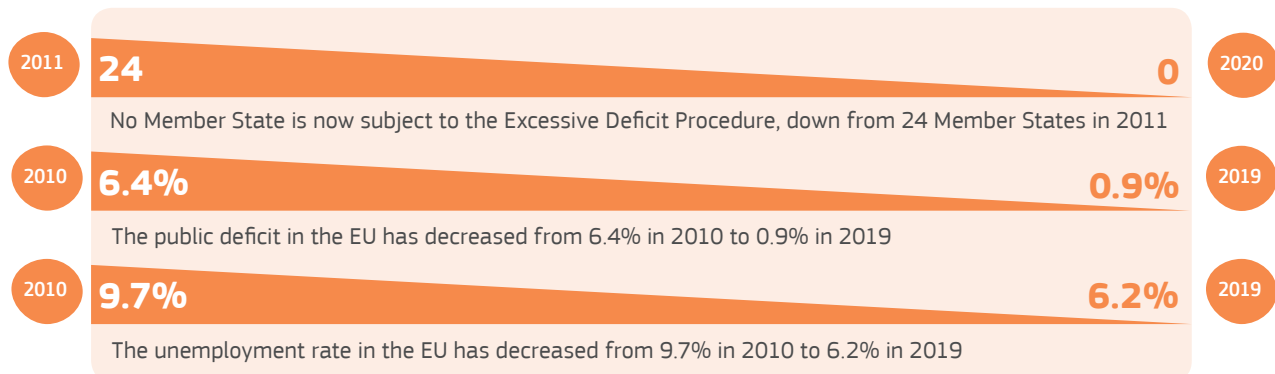 2011 24 0 2020
No Member State is now subject to the Excessive Deficit Procedure, down from 24 Member States in 2011
2010 6.4% 0.9% 2019
The public deficit in the EU has decreased from 6.4% in 2010 to 0.9% in 2019
2010 9.7% 6.2% 2019
The unemployment rate in the EU has decreased from 9.7% in 2010 to 6.2% in 2019